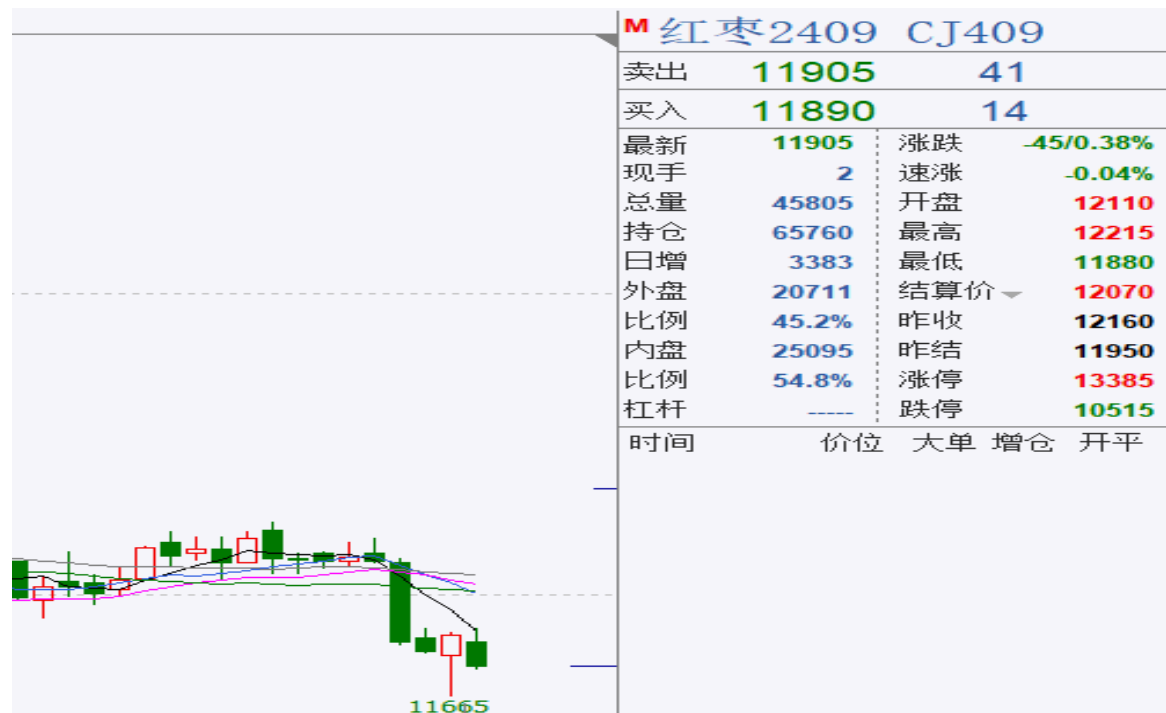 M 红枣2409 CJ409
卖出 11905 41
买入 11890 14
最新 11905 涨跌 -45/0.38%
现手 2 速涨 -0.04%
总量 45805 开盘 12110
持仓 65760 最高 12215
日增 3383 最低 11880
外盘 20711 结算价 12070
比例 45.2% 昨收 12160
内盘 25095 昨结 11950
比例 54.8% 涨停 13385
杠杆 ----- 跌停 10515
时间 价位 大单 增仓 开平
11665